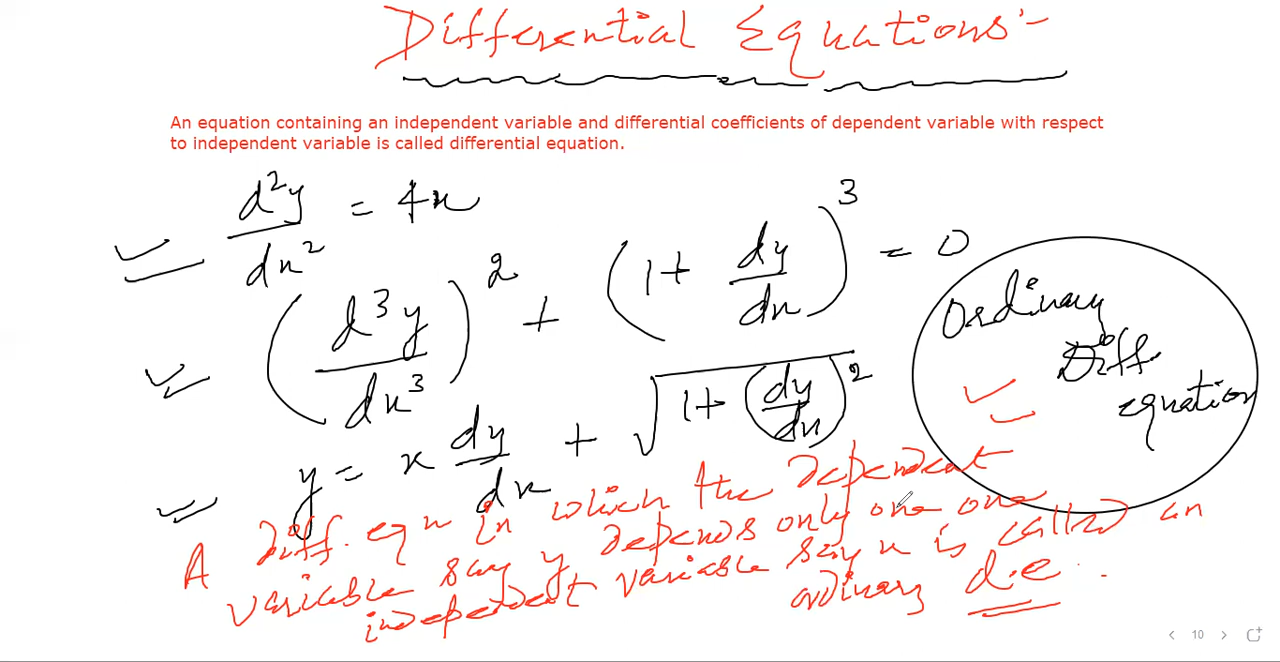 Differential Equations:-
An equation containing an independent variable and differential coefficients of dependent variable with respect
to independent variable is called differential equation.
d²y/dx² = 4x
(d³y/dx³)² + (1 + dy/dx)³ = 0
y = x dy/dx + √(1 + (dy/dx)²)
Ordinary
Diff
equation
A diff. eqn in which the dependent
variable say y depends only one one
independent variable say x is called an
ordinary d.e.
10